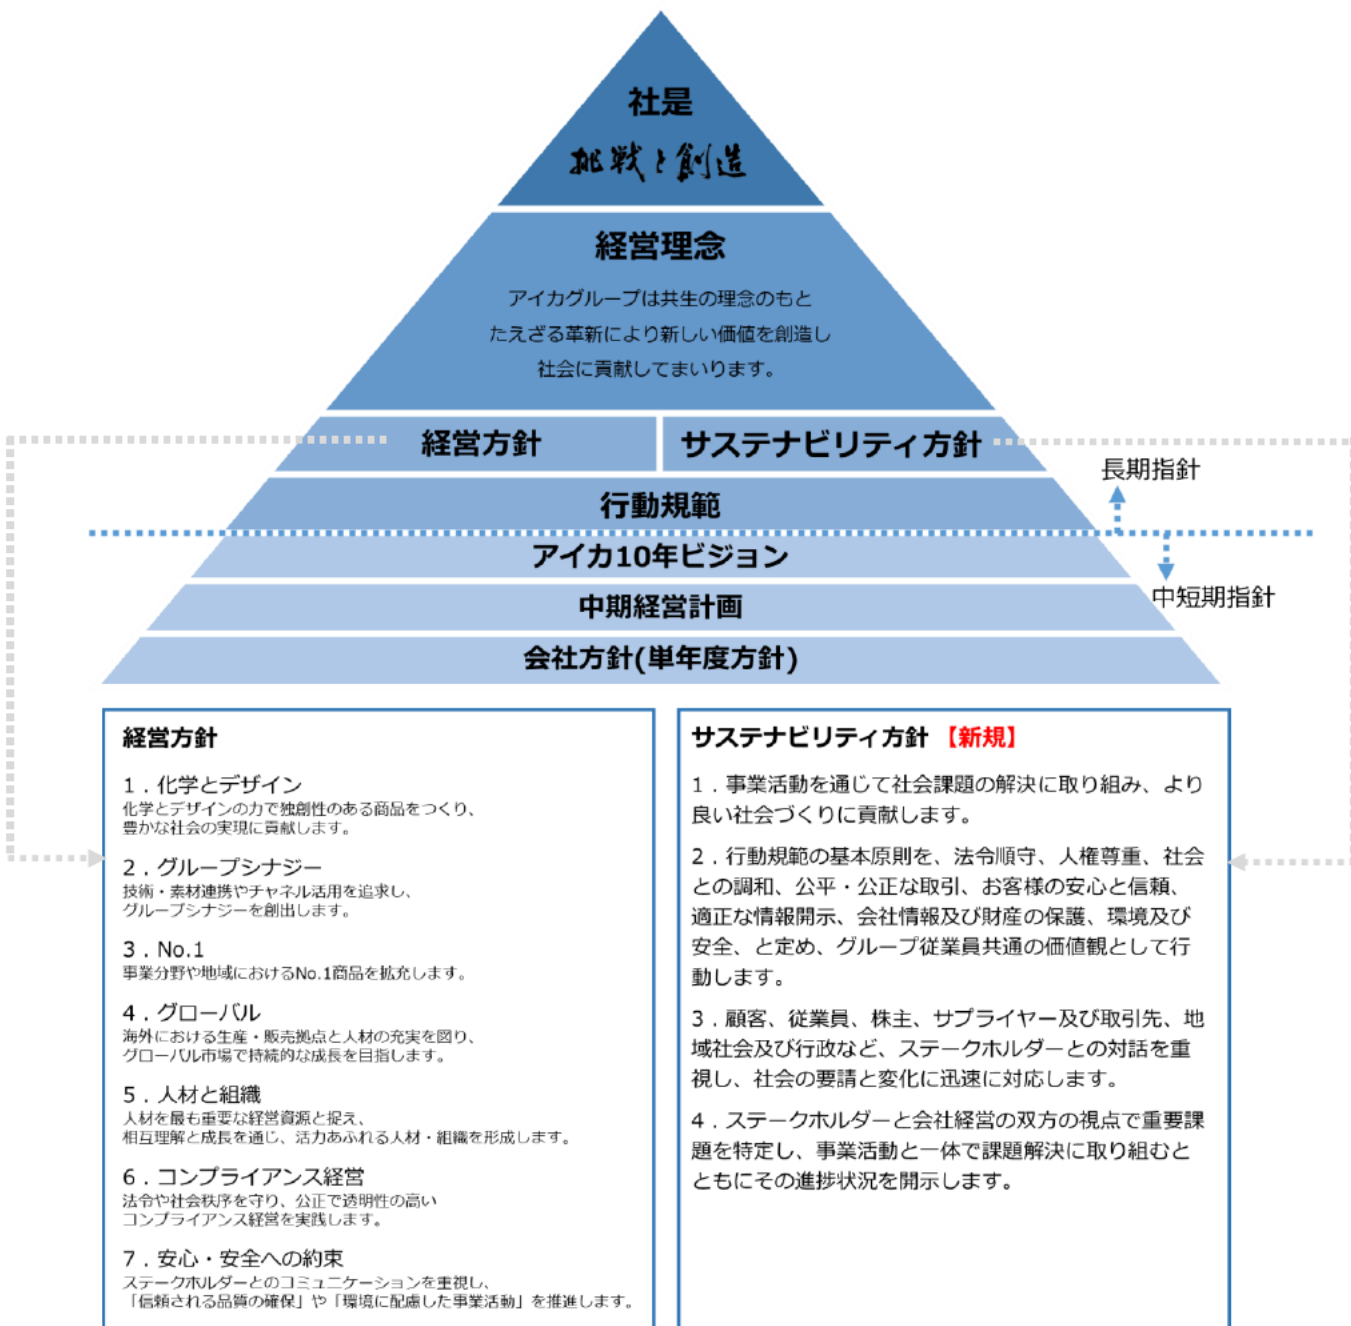 社是
挑戦と創造
経営理念
アイカグループは共生の理念のもと
たえざる革新により新しい価値を創造し
社会に貢献してまいります。
経営方針
サステナビリティ方針
長期指針
行動規範
アイカ10年ビジョン
中短期指針
中期経営計画
会社方針(単年度方針)
経営方針
1．化学とデザイン
化学とデザインの力で独創性のある商品をつくり、
豊かな社会の実現に貢献します。
2．グループシナジー
技術・素材連携やチャネル活用を追求し、
グループシナジーを創出します。
3．No.1
事業分野や地域におけるNo.1商品を拡充します。
4．グローバル
海外における生産・販売拠点と人材の充実を図り、
グローバル市場で持続的な成長を目指します。
5．人材と組織
人材を最も重要な経営資源と捉え、
相互理解と成長を通じ、活力あふれる人材・組織を形成します。
6．コンプライアンス経営
法令や社会秩序を守り、公正で透明性の高い
コンプライアンス経営を実践します。
7．安心・安全への約束
ステークホルダーとのコミュニケーションを重視し、
「信頼される品質の確保」や「環境に配慮した事業活動」を推進します。
サステナビリティ方針【新規】
1．事業活動を通じて社会課題の解決に取り組み、より
良い社会づくりに貢献します。
2．行動規範の基本原則を、法令順守、人権尊重、社会
との調和、公平・公正な取引、お客様の安心と信頼、
適正な情報開示、会社情報及び財産の保護、環境及び
安全、と定め、グループ従業員共通の価値観として行
動します。
3．顧客、従業員、株主、サプライヤー及び取引先、地
域社会及び行政など、ステークホルダーとの対話を重
視し、社会の要請と変化に迅速に対応します。
4．ステークホルダーと会社経営の双方の視点で重要課
題を特定し、事業活動と一体で課題解決に取り組むと
ともにその進捗状況を開示します。